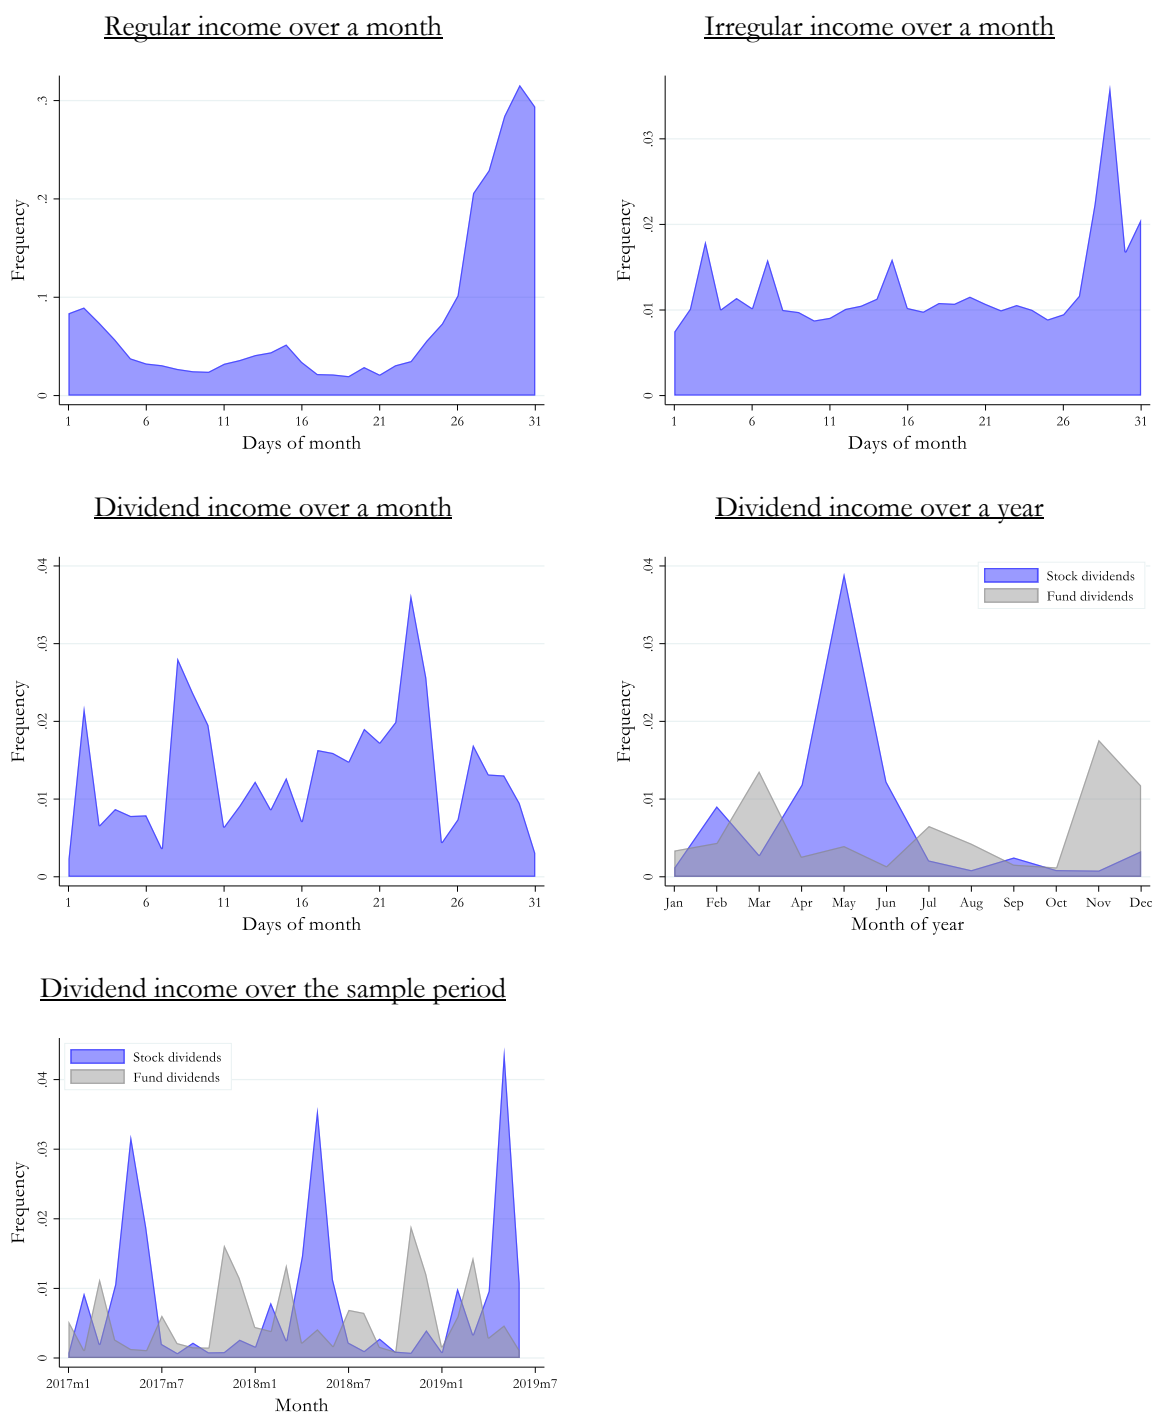 Regular income over a month
Irregular income over a month
.3
.2
.1
0
Frequency
1 6 11 16 21 26 31
Days of month
.03
.02
.01
0
Frequency
1 6 11 16 21 26 31
Days of month
Dividend income over a month
Dividend income over a year
.04
.03
.02
.01
0
Frequency
1 6 11 16 21 26 31
Days of month
.04
.03
.02
.01
0
Frequency
Stock dividends
Fund dividends
Jan Feb Mar Apr May Jun Jul Aug Sep Oct Nov Dec
Month of year
Dividend income over the sample period
.04
.03
.02
.01
0
Frequency
Stock dividends
Fund dividends
2017m1 2017m7 2018m1 2018m7 2019m1 2019m7
Month